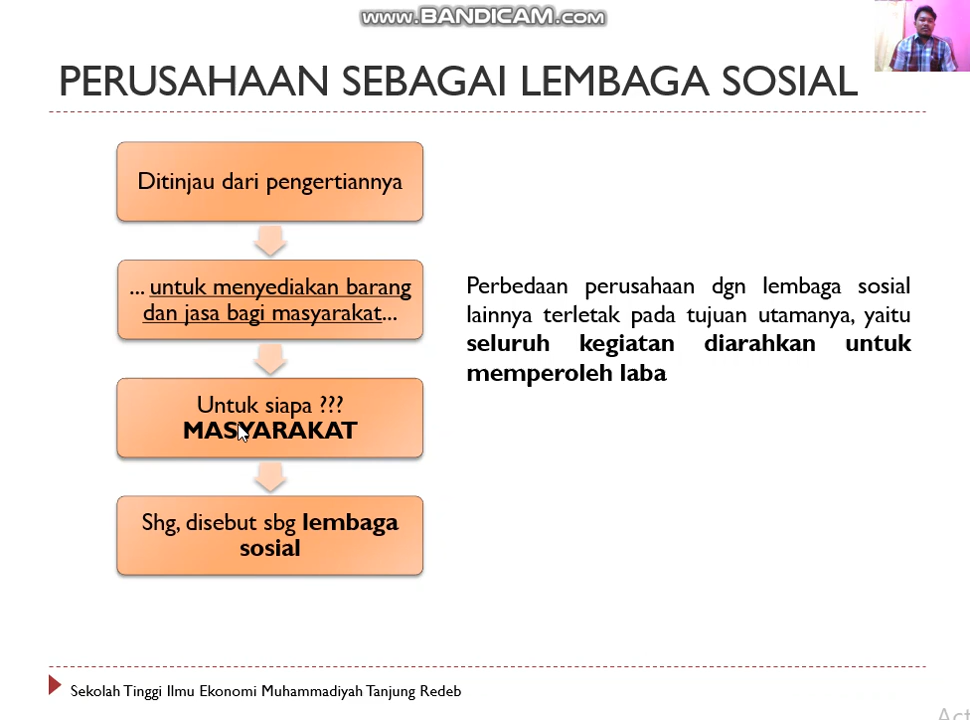 www.BANDICAM.com
PERUSAHAAN SEBAGAI LEMBAGA SOSIAL
Ditinjau dari pengertiannya
... untuk menyediakan barang
dan jasa bagi masyarakat...
Untuk siapa ???
MASYARAKAT
Shg, disebut sbg lembaga
sosial
Perbedaan perusahaan dgn lembaga sosial
lainnya terletak pada tujuan utamanya, yaitu
seluruh kegiatan diarahkan untuk
memperoleh laba
Sekolah Tinggi Ilmu Ekonomi Muhammadiyah Tanjung Redeb